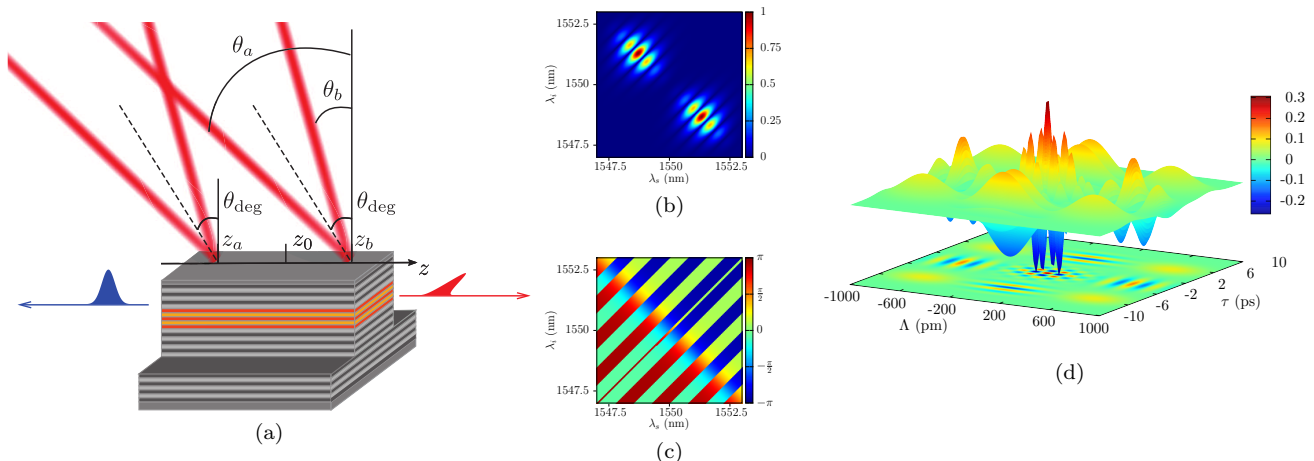 θa
θb
θdeg
θdeg
za
z0
zb
z
(a)
1552.5
1550
1547.5
λi (nm)
1547.5
1550
1552.5
λs (nm)
1
0.75
0.5
0.25
0
(b)
1552.5
1550
1547.5
λi (nm)
1547.5
1550
1552.5
λs (nm)
π
π/2
0
−π/2
−π
(c)
0.3
0.2
0.1
0
-0.1
-0.2
-1000
-600
-200
200
600
1000
Λ (pm)
-10
-6
-2
2
6
10
τ (ps)
(d)